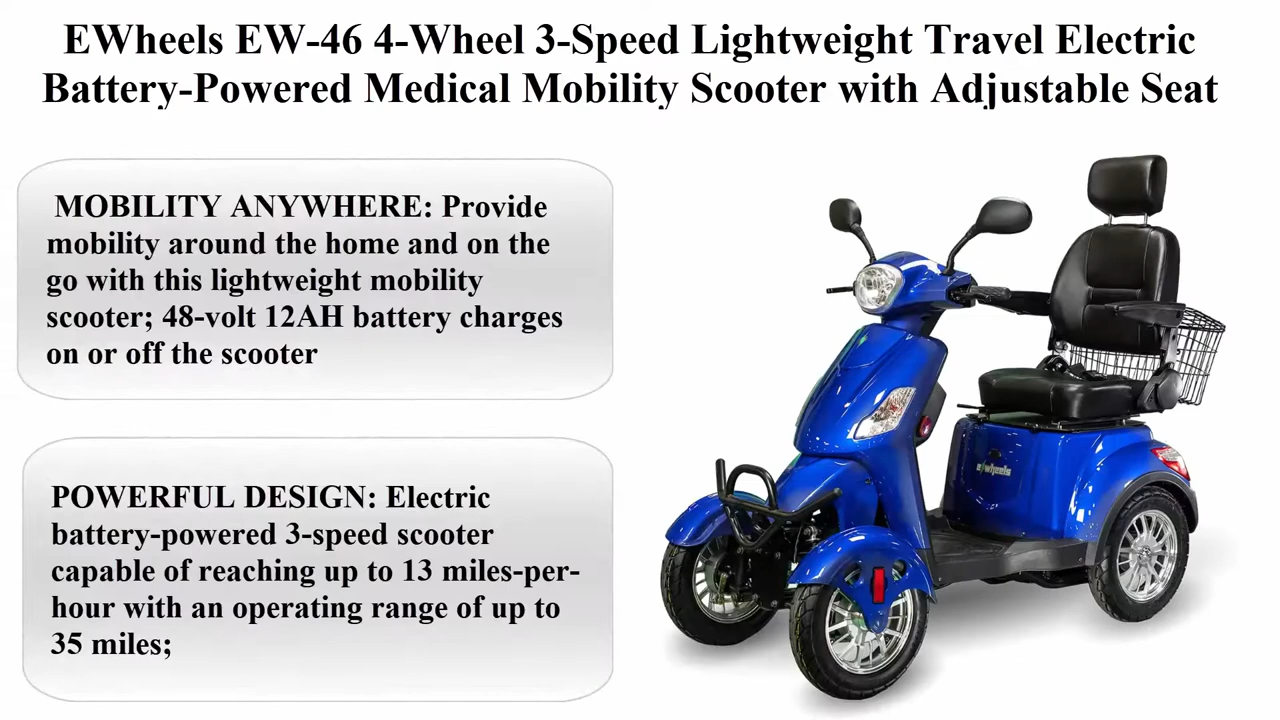 EWheels EW-46 4-Wheel 3-Speed Lightweight Travel Electric
Battery-Powered Medical Mobility Scooter with Adjustable Seat
MOBILITY ANYWHERE: Provide
mobility around the home and on the
go with this lightweight mobility
scooter; 48-volt 12AH battery charges
on or off the scooter
POWERFUL DESIGN: Electric
battery-powered 3-speed scooter
capable of reaching up to 13 miles-per-
hour with an operating range of up to
35 miles;
ewheels